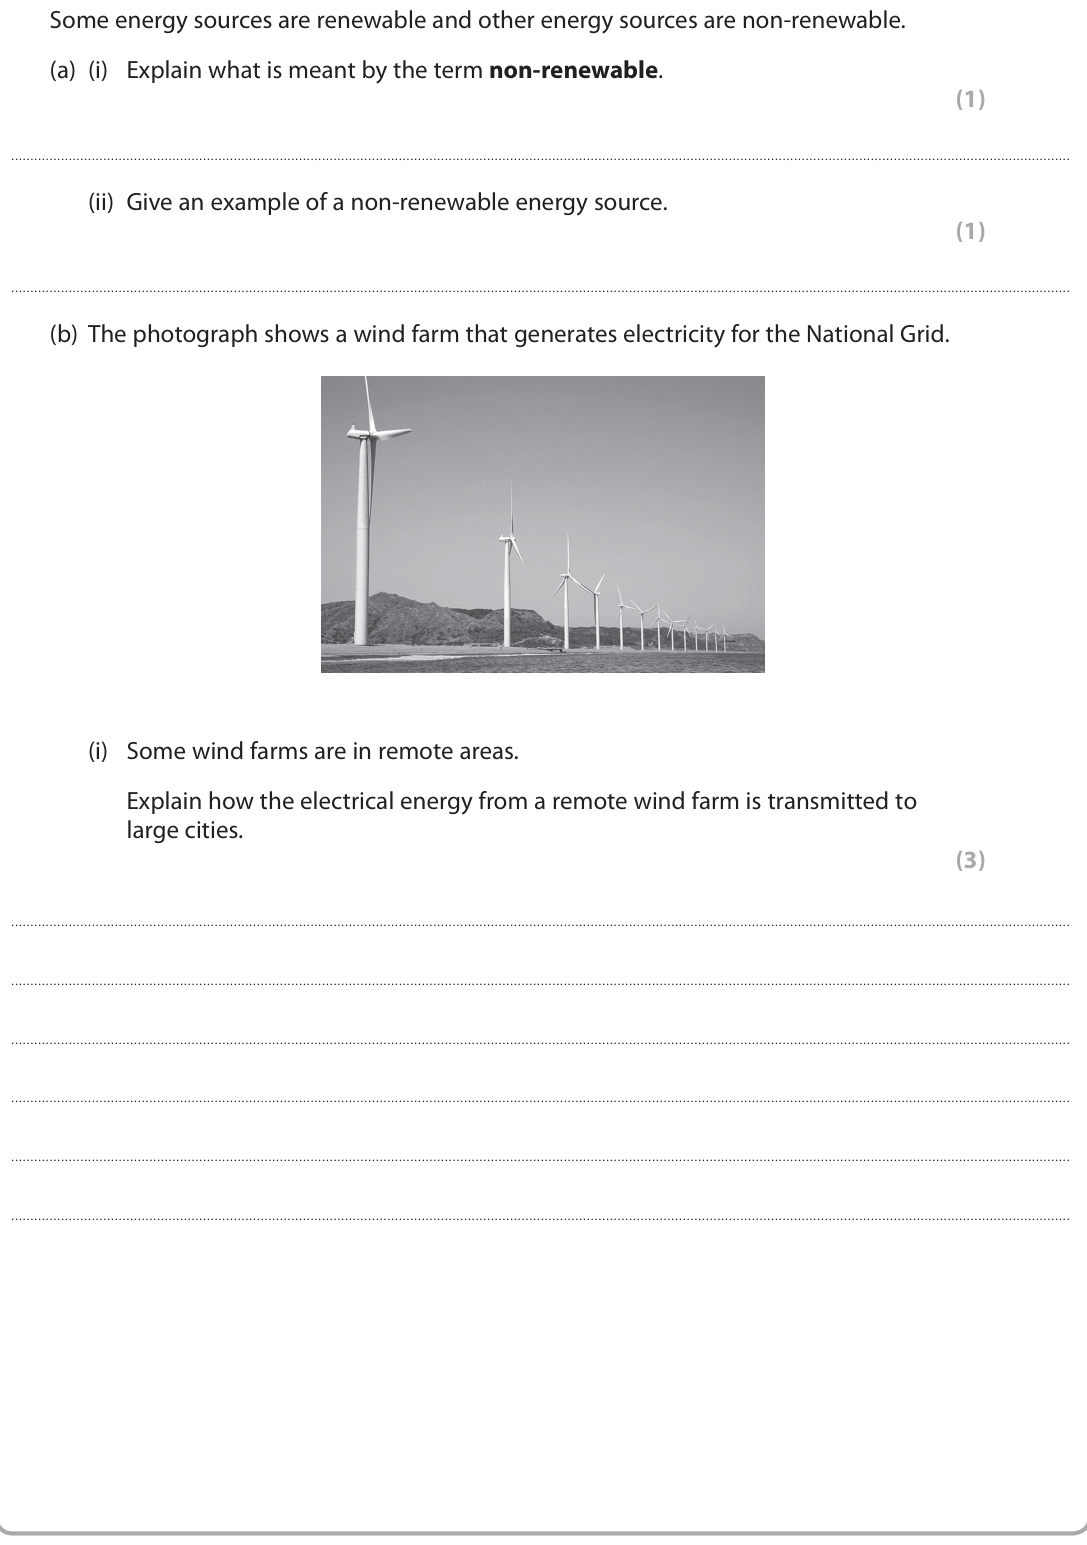 Some energy sources are renewable and other energy sources are non-renewable.
(a) (i) Explain what is meant by the term non-renewable.
(1)
(ii) Give an example of a non-renewable energy source.
(1)
(b) The photograph shows a wind farm that generates electricity for the National Grid.
(i) Some wind farms are in remote areas.
Explain how the electrical energy from a remote wind farm is transmitted to
large cities.
(3)